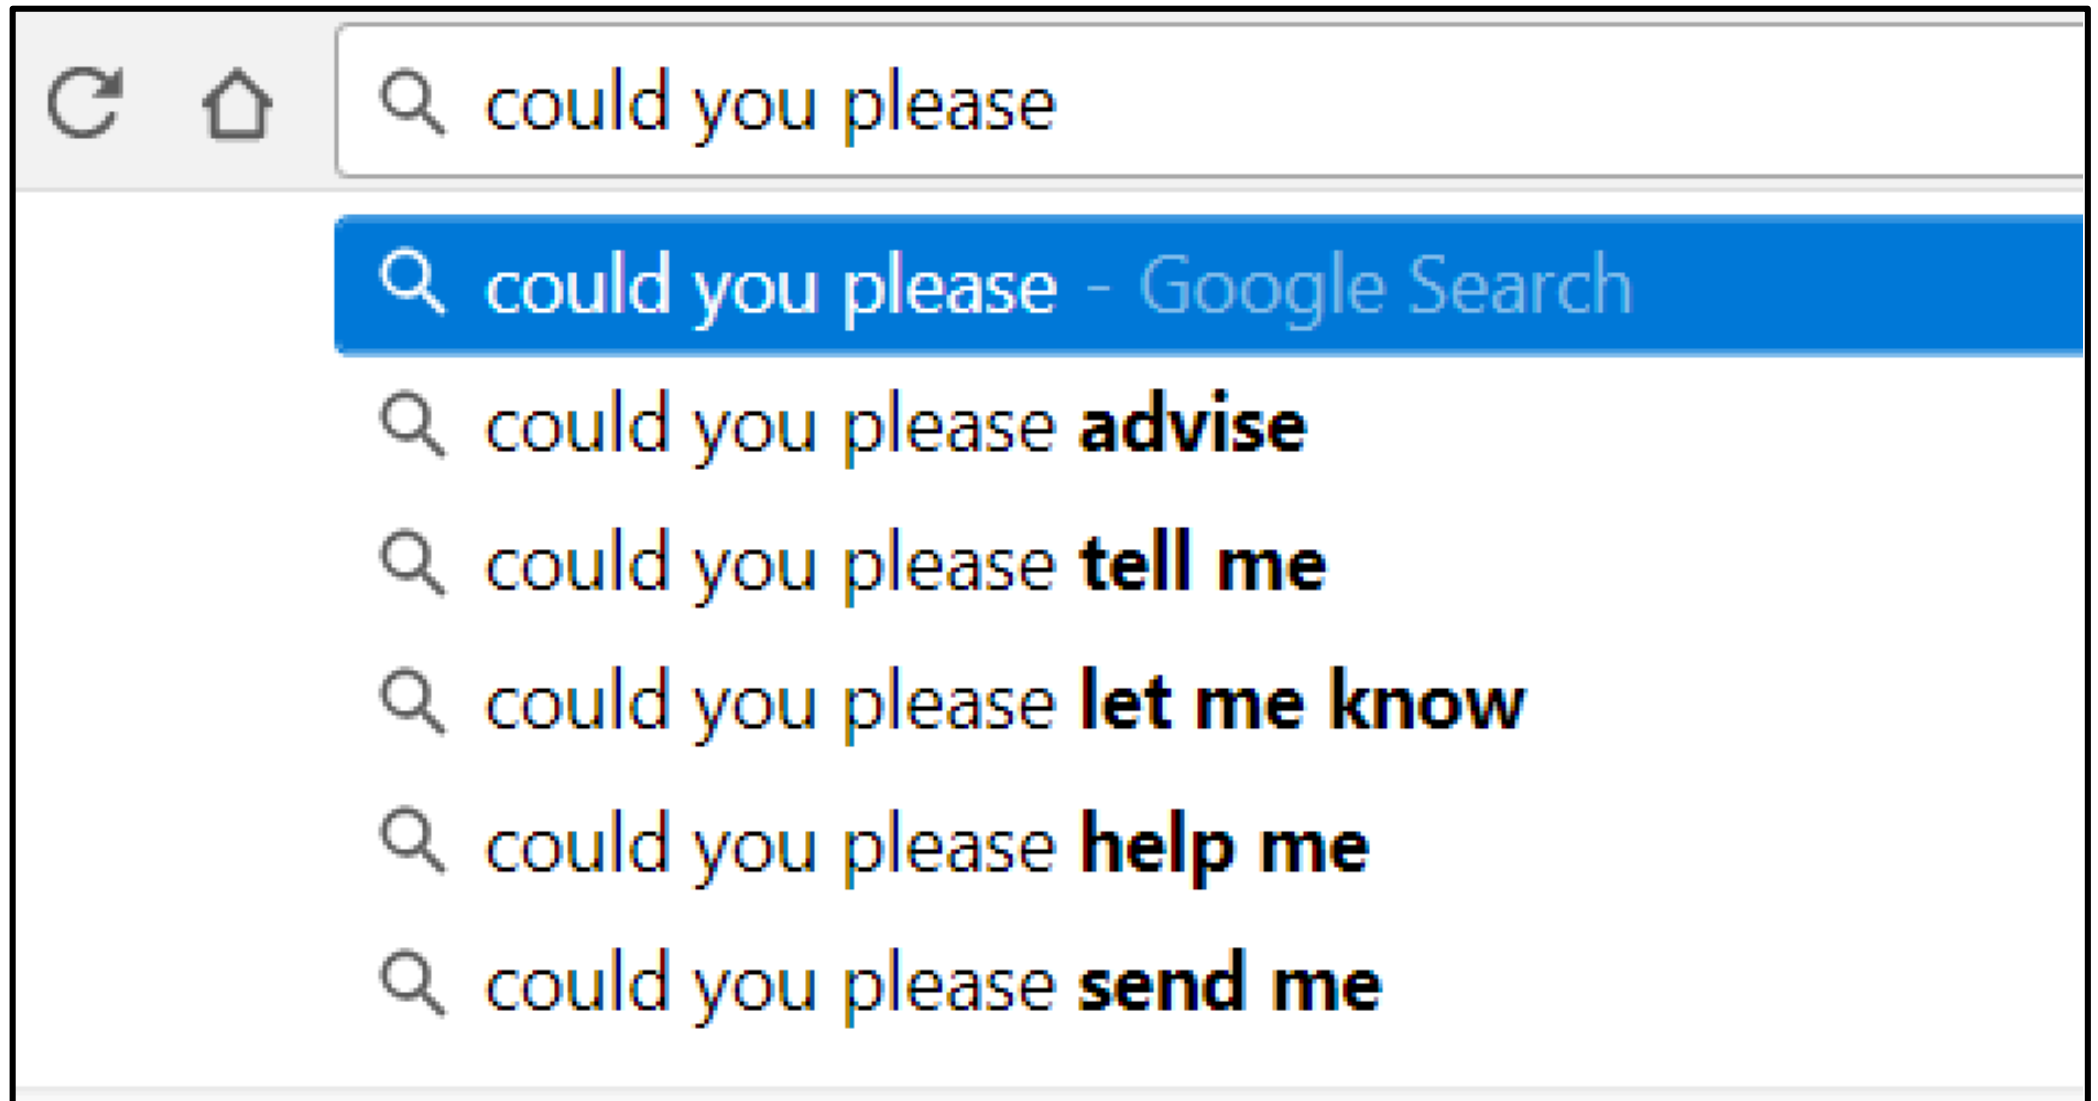 could you please
could you please - Google Search
could you please advise
could you please tell me
could you please let me know
could you please help me
could you please send me